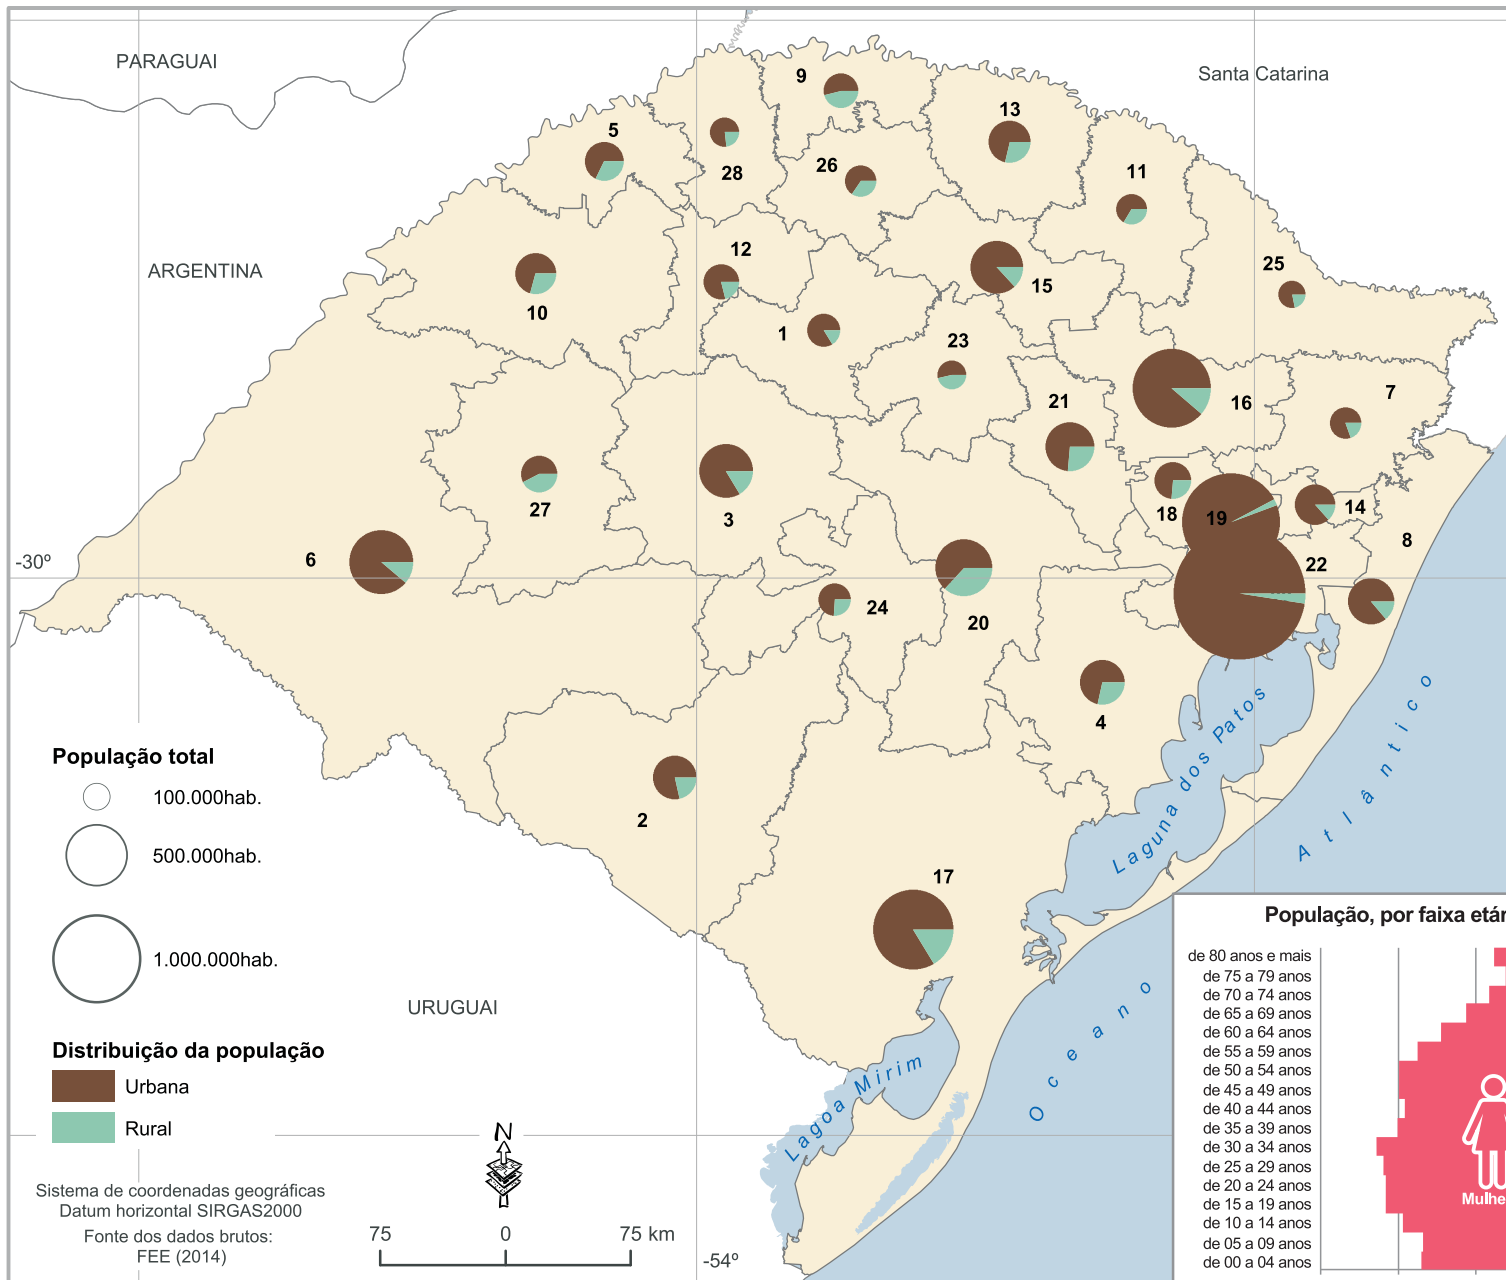 PARAGUAI
Santa Catarina
9
13
5
28
26
11
ARGENTINA
12
25
10
15
1
23
7
21
16
27
3
18
19
14
8
6
-30º
22
24
20
4
2
17
População total
100.000hab.
500.000hab.
1.000.000hab.
URUGUAI
Distribuição da população
Urbana
Rural
Laguna dos Patos
Lagoa Mirim
Oceano Atlântico
N
Sistema de coordenadas geográficas
Datum horizontal SIRGAS2000
Fonte dos dados brutos:
FEE (2014)
75 0 75 km
-54º
População, por faixa etár
de 80 anos e mais
de 75 a 79 anos
de 70 a 74 anos
de 65 a 69 anos
de 60 a 64 anos
de 55 a 59 anos
de 50 a 54 anos
de 45 a 49 anos
de 40 a 44 anos
de 35 a 39 anos
de 30 a 34 anos
de 25 a 29 anos
de 20 a 24 anos
de 15 a 19 anos
de 10 a 14 anos
de 05 a 09 anos
de 00 a 04 anos
Mulhe